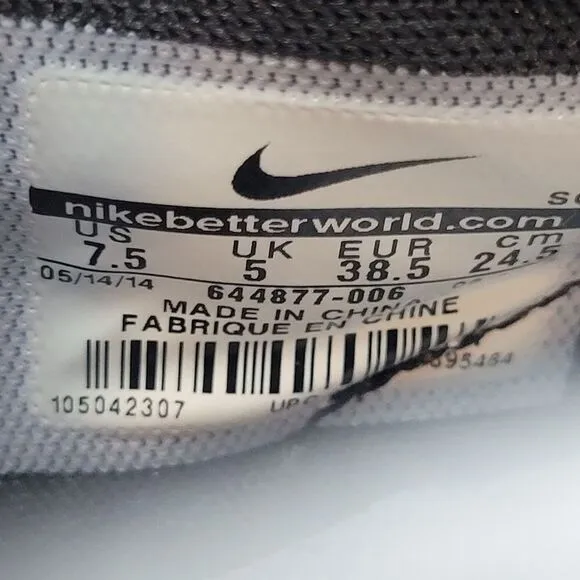 nikebetterworld.com
US UK EUR cm
7.5 5 38.5 24.5
05/14/14
644877-006
MADE IN CHINA
FABRIQUE EN CHINE
105042307